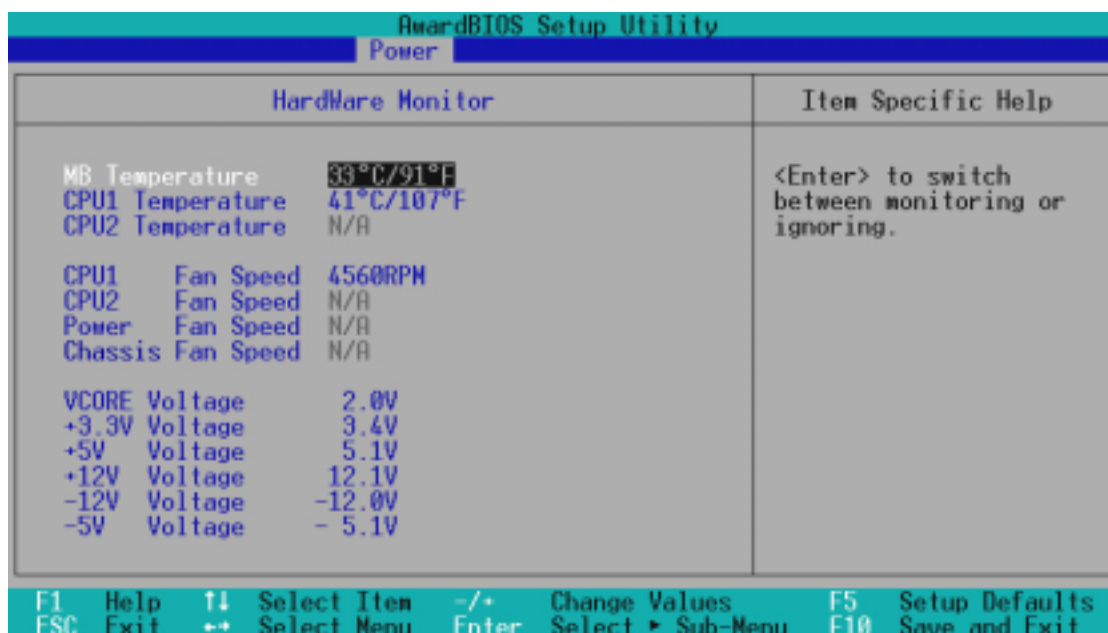 AwardBIOS Setup Utility
Power
HardWare Monitor
Item Specific Help
MB Temperature 33°C/91°F
CPU1 Temperature 41°C/107°F
CPU2 Temperature N/A
CPU1 Fan Speed 4560RPM
CPU2 Fan Speed N/A
Power Fan Speed N/A
Chassis Fan Speed N/A
VCORE Voltage 2.0V
+3.3V Voltage 3.4V
+5V Voltage 5.1V
+12V Voltage 12.1V
-12V Voltage -12.0V
-5V Voltage - 5.1V
<Enter> to switch
between monitoring or
ignoring.
F1 Help ↑↓ Select Item -/+ Change Values F5 Setup Defaults
ESC Exit ←→ Select Menu Enter Select ► Sub-Menu F10 Save and Exit